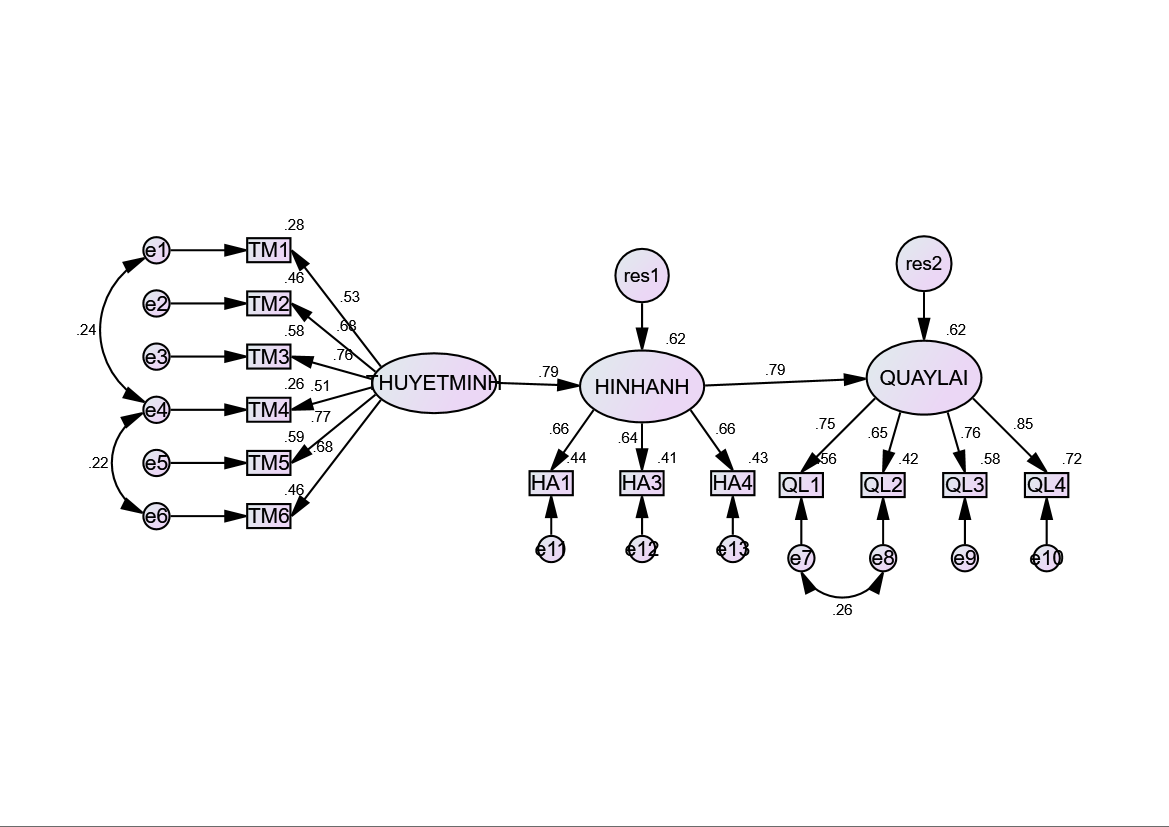 .28
e1
TM1
.46
e2
TM2
.58
e3
TM3
.26
e4
TM4
.59
e5
TM5
.46
e6
TM6
.24
.22
.53
.68
.76
.51
.77
.68
THUYETMINH
.79
res1
.62
HINHANH
.79
res2
.62
QUAYLAI
.66
.64
.66
.44
.41
.43
HA1
HA3
HA4
e11
e12
e13
.75
.65
.76
.85
.56
.42
.58
.72
QL1
QL2
QL3
QL4
e7
e8
e9
e10
.26